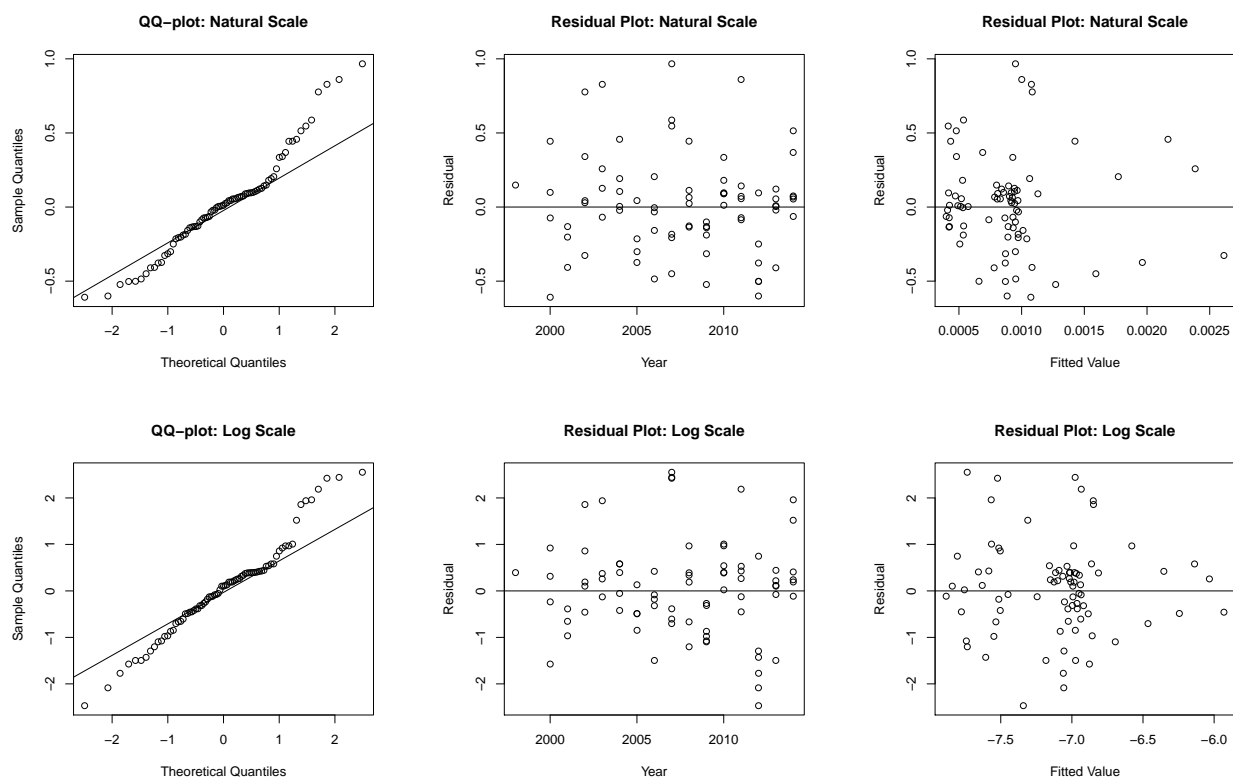 QQ−plot: Natural Scale
Sample Quantiles
1.0
0.5
0.0
−0.5
−2 −1 0 1 2
Theoretical Quantiles
Residual Plot: Natural Scale
Residual
1.0
0.5
0.0
−0.5
2000 2005 2010
Year
Residual Plot: Natural Scale
Residual
1.0
0.5
0.0
−0.5
0.0005 0.0010 0.0015 0.0020 0.0025
Fitted Value
QQ−plot: Log Scale
Sample Quantiles
2
1
0
−1
−2
−2 −1 0 1 2
Theoretical Quantiles
Residual Plot: Log Scale
Residual
2
1
0
−1
−2
2000 2005 2010
Year
Residual Plot: Log Scale
Residual
2
1
0
−1
−2
−7.5 −7.0 −6.5 −6.0
Fitted Value